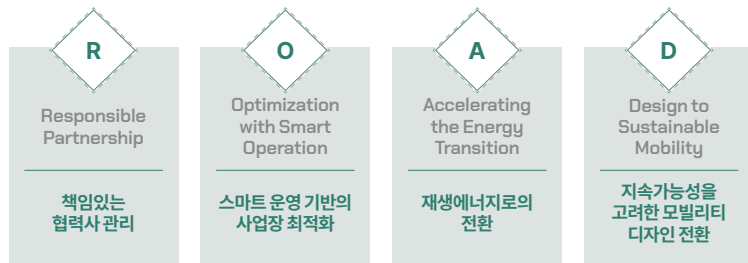 R
Responsible
Partnership
책임있는
협력사 관리
O
Optimization
with Smart
Operation
스마트 운영 기반의
사업장 최적화
A
Accelerating
the Energy
Transition
재생에너지로의
전환
D
Design to
Sustainable
Mobility
지속가능성을
고려한 모빌리티
디자인 전환